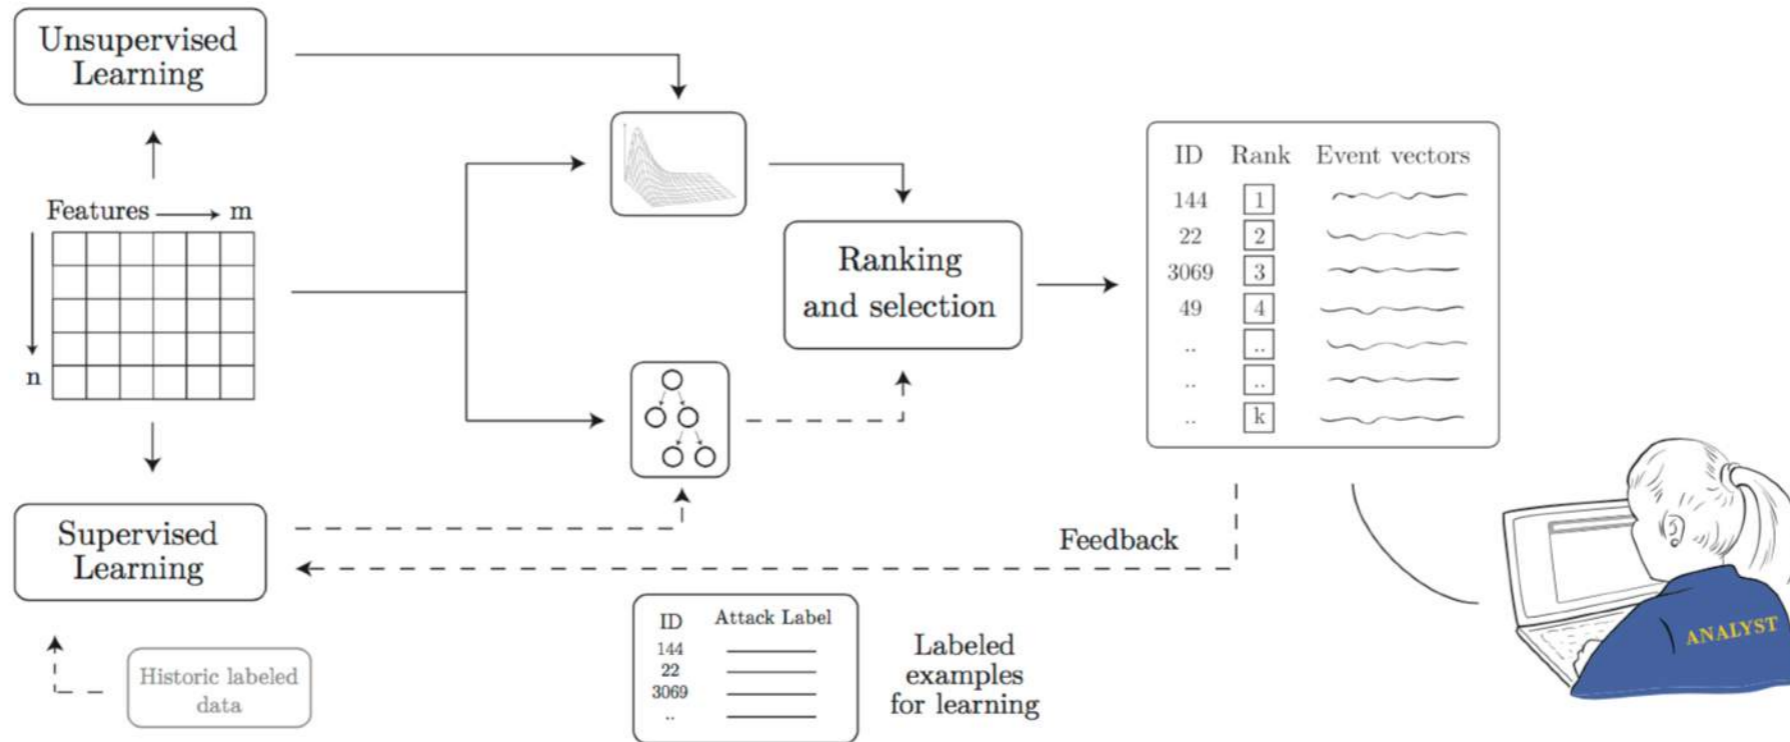 Unsupervised
Learning
Features m
n
Supervised
Learning
Historic labeled
data
Ranking
and selection
ID Rank Event vectors
144 1
22 2
3069 3
49 4
.. ..
.. ..
.. k
Feedback
ID Attack Label
144
22
3069
..
Labeled
examples
for learning
ANALYST